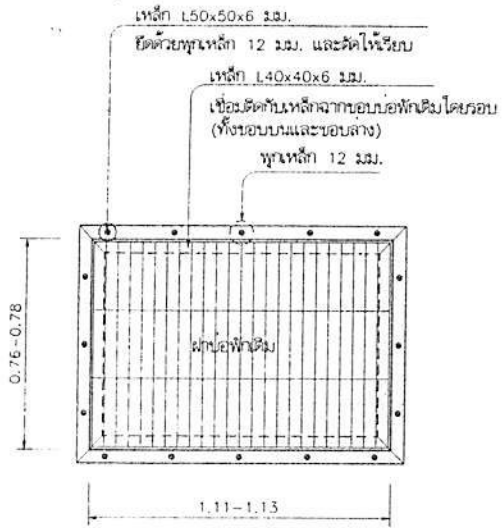 เหล็ก L50x50x6 มม.
ยึดด้วยพุกเหล็ก 12 มม. และตัดให้เรียบ
เหล็ก L40x40x6 มม.
เชื่อมติดกับเหล็กฉากขอบบ่อพักเดิมโดยรอบ
(ทั้งขอบบนและขอบล่าง)
พุกเหล็ก 12 มม.
0.76-0.78
ฝาบ่อพักเดิม
1.11-1.13